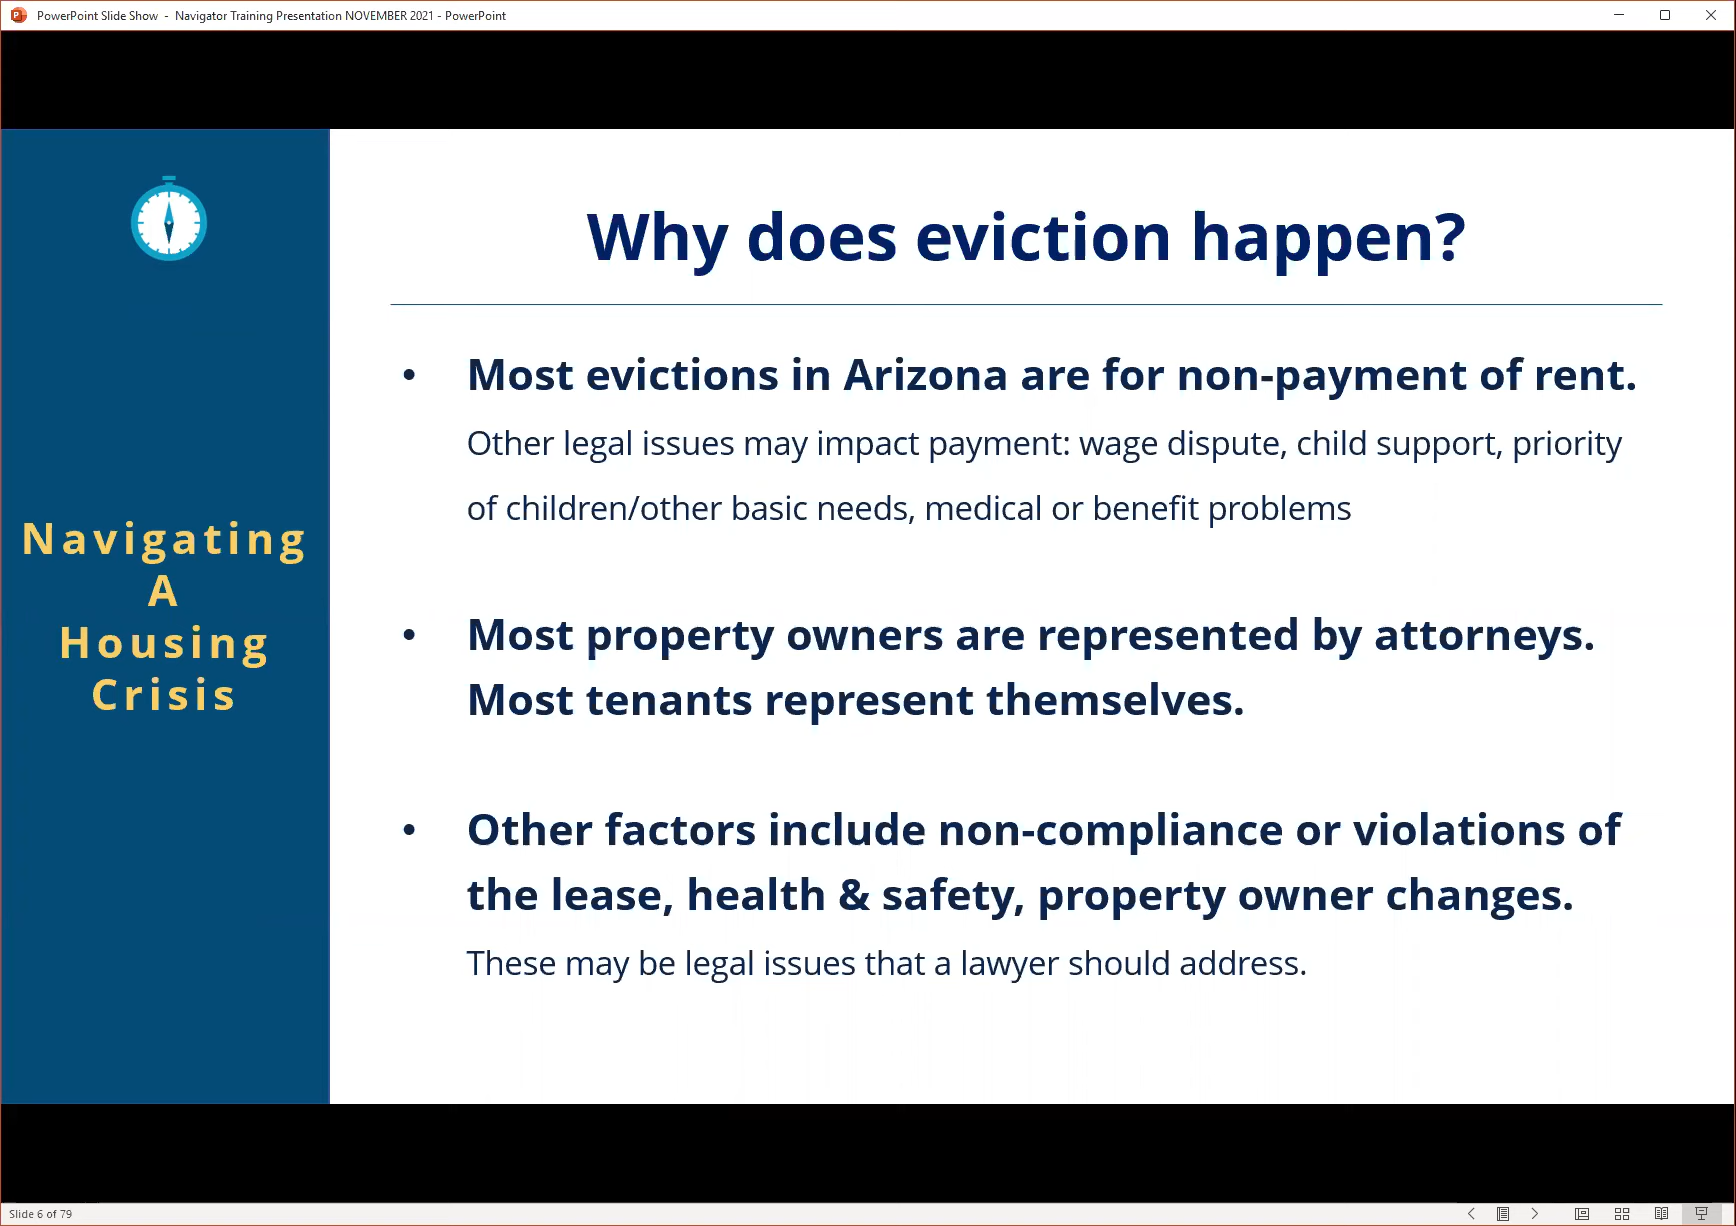 PowerPoint Slide Show - Navigator Training Presentation NOVEMBER 2021 - PowerPoint
Navigating
A
Housing
Crisis
Why does eviction happen?
• Most evictions in Arizona are for non-payment of rent.
Other legal issues may impact payment: wage dispute, child support, priority
of children/other basic needs, medical or benefit problems
• Most property owners are represented by attorneys.
Most tenants represent themselves.
• Other factors include non-compliance or violations of
the lease, health & safety, property owner changes.
These may be legal issues that a lawyer should address.
Slide 6 of 79